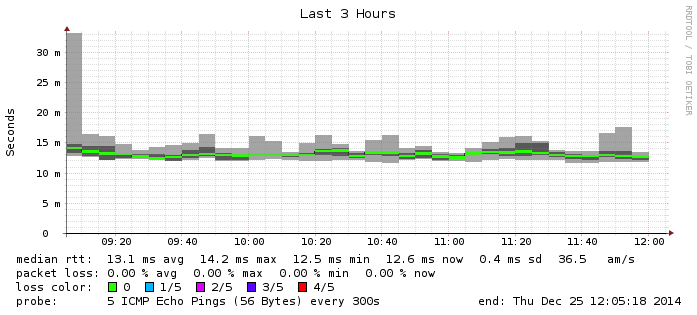 Last 3 Hours
RRDTOOL / TOBI OETIKER
Seconds
30 m
25 m
20 m
15 m
10 m
5 m
0
09:20 09:40 10:00 10:20 10:40 11:00 11:20 11:40 12:00
median rtt: 13.1 ms avg 14.2 ms max 12.5 ms min 12.6 ms now 0.4 ms sd 36.5 am/s
packet loss: 0.00 % avg 0.00 % max 0.00 % min 0.00 % now
loss color: 0 1/5 2/5 3/5 4/5
probe: 5 ICMP Echo Pings (56 Bytes) every 300s end: Thu Dec 25 12:05:18 2014